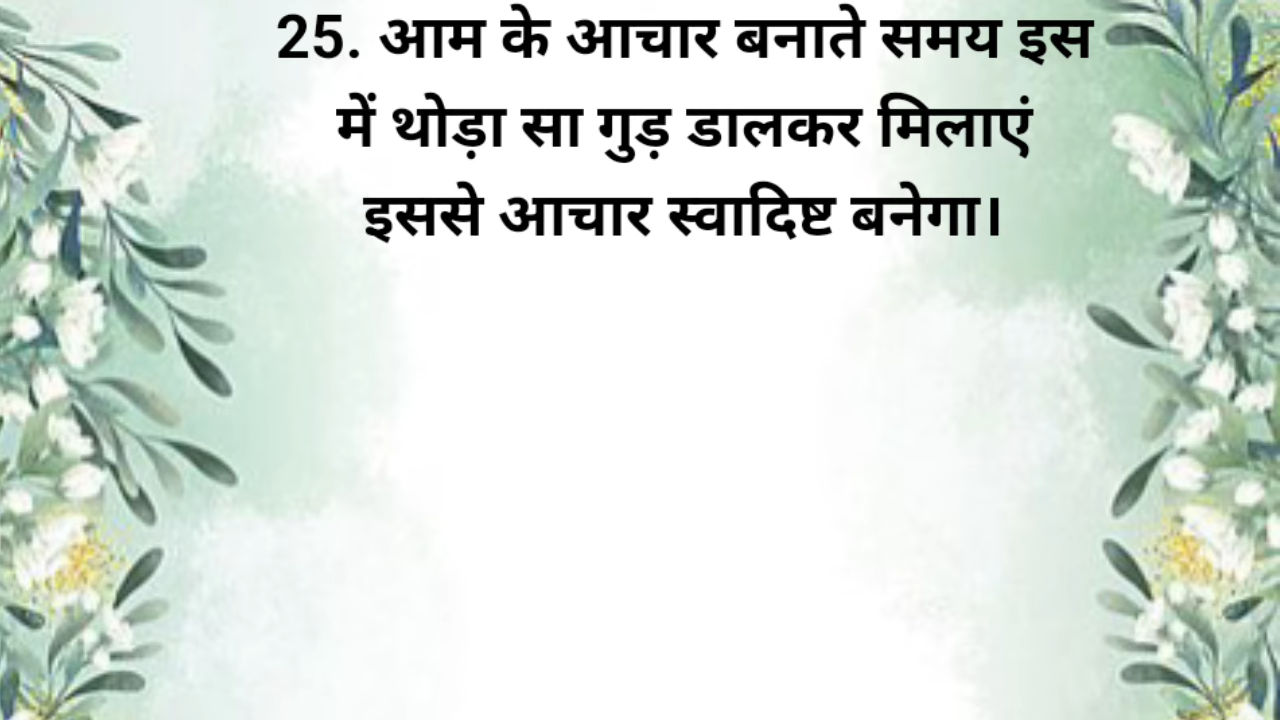 25. आम के आचार बनाते समय इस
में थोड़ा सा गुड़ डालकर मिलाएं
इससे आचार स्वादिष्ट बनेगा।